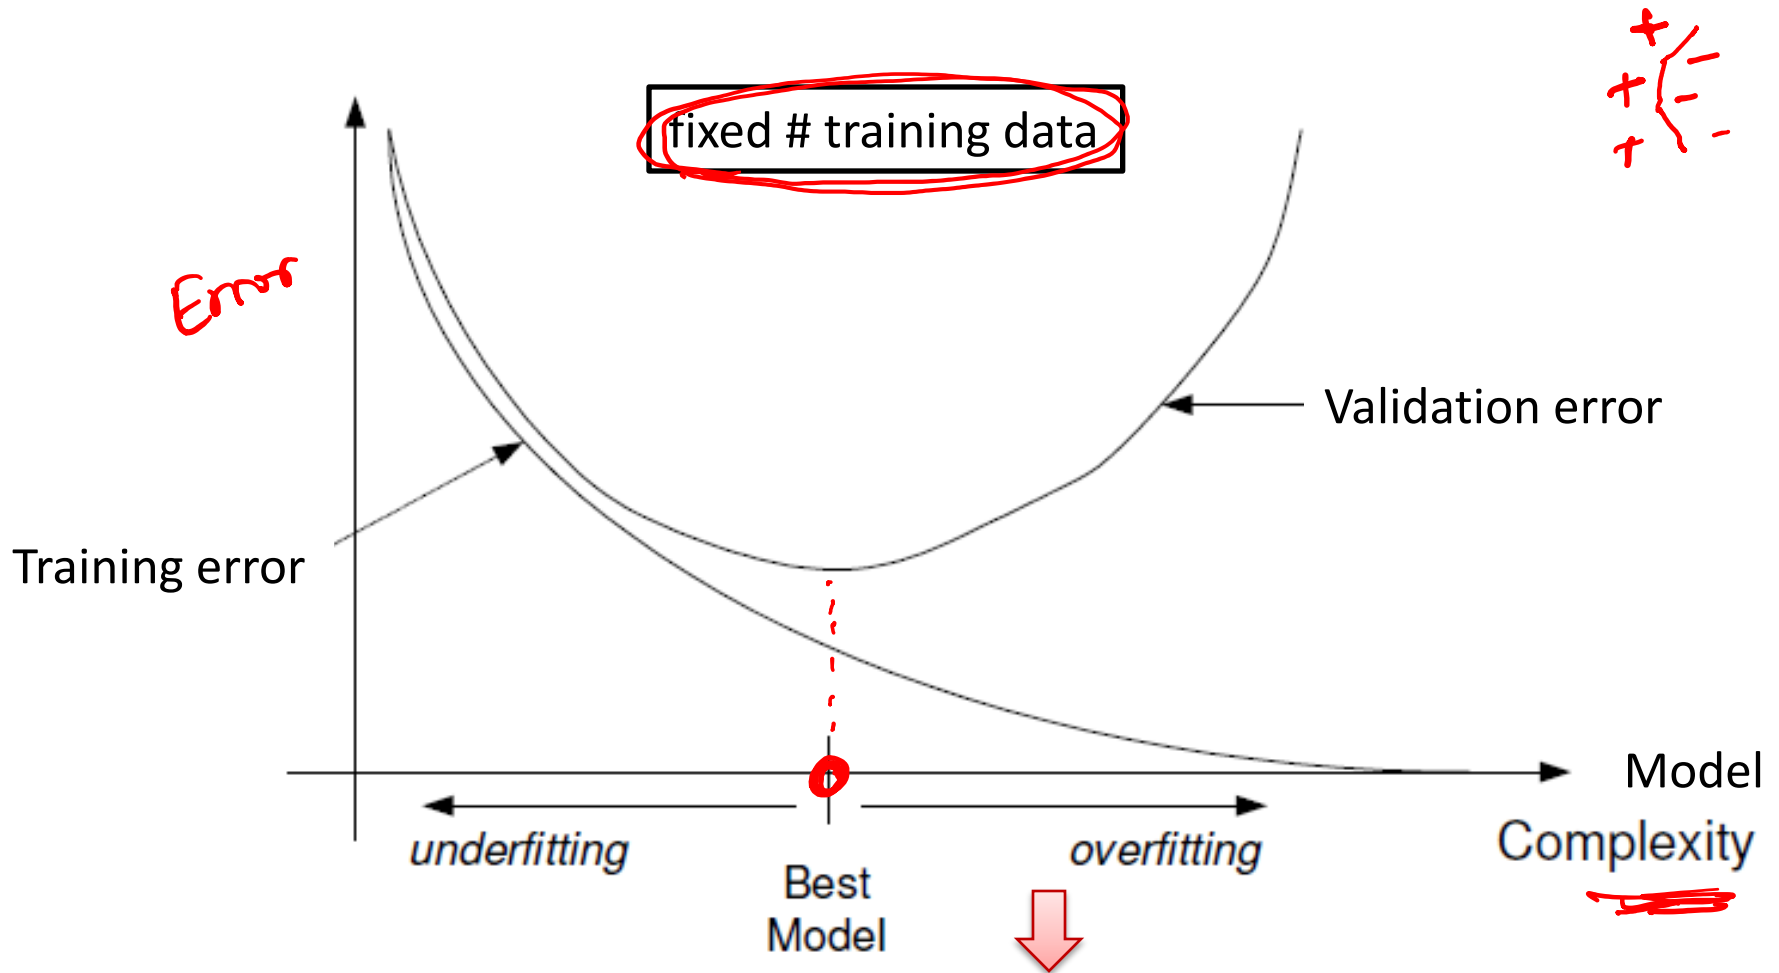 fixed # training data
+ -
+ -
+ -
Error
Validation error
Training error
Model
Complexity
underfitting
overfitting
Best
Model